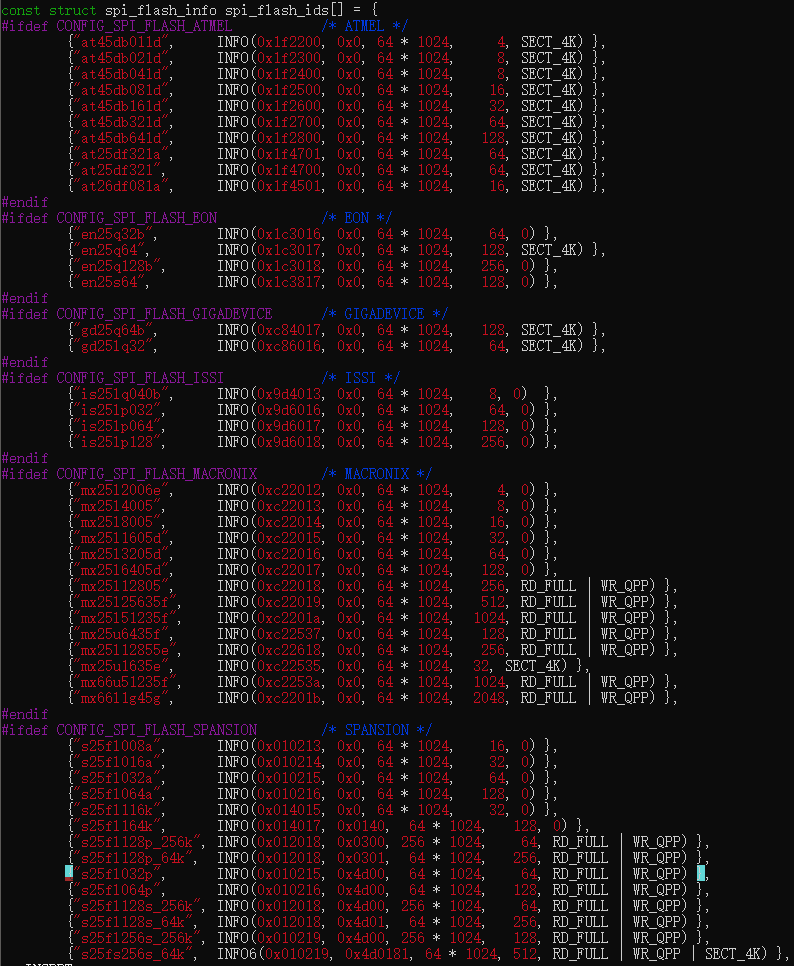 const struct spi_flash_info spi_flash_ids[] = {
#ifdef CONFIG_SPI_FLASH_ATMEL /* ATMEL */
{"at45db011d", INFO(0x1f2200, 0x0, 64 * 1024, 4, SECT_4K) },
{"at45db021d", INFO(0x1f2300, 0x0, 64 * 1024, 8, SECT_4K) },
{"at45db041d", INFO(0x1f2400, 0x0, 64 * 1024, 8, SECT_4K) },
{"at45db081d", INFO(0x1f2500, 0x0, 64 * 1024, 16, SECT_4K) },
{"at45db161d", INFO(0x1f2600, 0x0, 64 * 1024, 32, SECT_4K) },
{"at45db321d", INFO(0x1f2700, 0x0, 64 * 1024, 64, SECT_4K) },
{"at45db641d", INFO(0x1f2800, 0x0, 64 * 1024, 128, SECT_4K) },
{"at25df321a", INFO(0x1f4701, 0x0, 64 * 1024, 64, SECT_4K) },
{"at25df321", INFO(0x1f4700, 0x0, 64 * 1024, 64, SECT_4K) },
{"at26df081a", INFO(0x1f4501, 0x0, 64 * 1024, 16, SECT_4K) },
#endif
#ifdef CONFIG_SPI_FLASH_EON /* EON */
{"en25q32b", INFO(0x1c3016, 0x0, 64 * 1024, 64, 0) },
{"en25q64", INFO(0x1c3017, 0x0, 64 * 1024, 128, SECT_4K) },
{"en25q128b", INFO(0x1c3018, 0x0, 64 * 1024, 256, 0) },
{"en25s64", INFO(0x1c3817, 0x0, 64 * 1024, 128, 0) },
#endif
#ifdef CONFIG_SPI_FLASH_GIGADEVICE /* GIGADEVICE */
{"gd25q64b", INFO(0xc84017, 0x0, 64 * 1024, 128, SECT_4K) },
{"gd25lq32", INFO(0xc86016, 0x0, 64 * 1024, 64, SECT_4K) },
#endif
#ifdef CONFIG_SPI_FLASH_ISSI /* ISSI */
{"is25lq040b", INFO(0x9d4013, 0x0, 64 * 1024, 8, 0) },
{"is25lp032", INFO(0x9d6016, 0x0, 64 * 1024, 64, 0) },
{"is25lp064", INFO(0x9d6017, 0x0, 64 * 1024, 128, 0) },
{"is25lp128", INFO(0x9d6018, 0x0, 64 * 1024, 256, 0) },
#endif
#ifdef CONFIG_SPI_FLASH_MACRONIX /* MACRONIX */
{"mx25l2006e", INFO(0xc22012, 0x0, 64 * 1024, 4, 0) },
{"mx25l4005", INFO(0xc22013, 0x0, 64 * 1024, 8, 0) },
{"mx25l8005", INFO(0xc22014, 0x0, 64 * 1024, 16, 0) },
{"mx25l1605d", INFO(0xc22015, 0x0, 64 * 1024, 32, 0) },
{"mx25l3205d", INFO(0xc22016, 0x0, 64 * 1024, 64, 0) },
{"mx25l6405d", INFO(0xc22017, 0x0, 64 * 1024, 128, 0) },
{"mx25l12805", INFO(0xc22018, 0x0, 64 * 1024, 256, RD_FULL | WR_QPP) },
{"mx25l25635f", INFO(0xc22019, 0x0, 64 * 1024, 512, RD_FULL | WR_QPP) },
{"mx25l51235f", INFO(0xc2201a, 0x0, 64 * 1024, 1024, RD_FULL | WR_QPP) },
{"mx25u6435f", INFO(0xc22537, 0x0, 64 * 1024, 128, RD_FULL | WR_QPP) },
{"mx25l12855e", INFO(0xc22618, 0x0, 64 * 1024, 256, RD_FULL | WR_QPP) },
{"mx25u1635e", INFO(0xc22535, 0x0, 64 * 1024, 32, SECT_4K) },
{"mx66u51235f", INFO(0xc2253a, 0x0, 64 * 1024, 1024, RD_FULL | WR_QPP) },
{"mx66l1g45g", INFO(0xc2201b, 0x0, 64 * 1024, 2048, RD_FULL | WR_QPP) },
#endif
#ifdef CONFIG_SPI_FLASH_SPANSION /* SPANSION */
{"s25fl008a", INFO(0x010213, 0x0, 64 * 1024, 16, 0) },
{"s25fl016a", INFO(0x010214, 0x0, 64 * 1024, 32, 0) },
{"s25fl032a", INFO(0x010215, 0x0, 64 * 1024, 64, 0) },
{"s25fl064a", INFO(0x010216, 0x0, 64 * 1024, 128, 0) },
{"s25fl116k", INFO(0x014015, 0x0, 64 * 1024, 32, 0) },
{"s25fl164k", INFO(0x014017, 0x0140, 64 * 1024, 128, 0) },
{"s25fl128p_256k", INFO(0x012018, 0x0300, 256 * 1024, 64, RD_FULL | WR_QPP) },
{"s25fl128p_64k", INFO(0x012018, 0x0301, 64 * 1024, 256, RD_FULL | WR_QPP) },
{"s25fl032p", INFO(0x010215, 0x4d00, 64 * 1024, 64, RD_FULL | WR_QPP) },
{"s25fl064p", INFO(0x010216, 0x4d00, 64 * 1024, 128, RD_FULL | WR_QPP) },
{"s25fl128s_256k", INFO(0x012018, 0x4d00, 256 * 1024, 64, RD_FULL | WR_QPP) },
{"s25fl128s_64k", INFO(0x012018, 0x4d01, 64 * 1024, 256, RD_FULL | WR_QPP) },
{"s25fl256s_256k", INFO(0x010219, 0x4d00, 256 * 1024, 128, RD_FULL | WR_QPP) },
{"s25fs256s_64k", INFO6(0x010219, 0x4d0181, 64 * 1024, 512, RD_FULL | WR_QPP | SECT_4K) },
INSERT